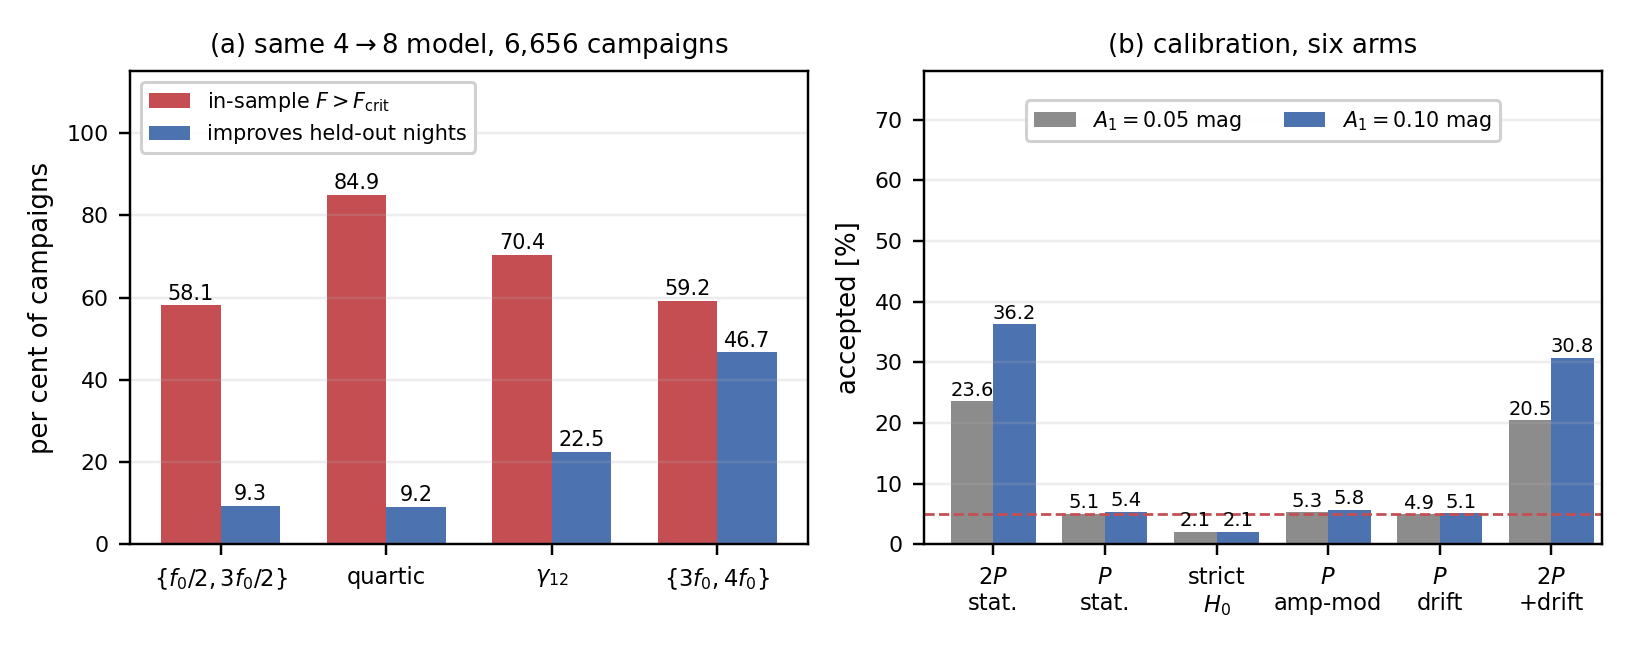 (a) same 4→8 model, 6,656 campaigns
in-sample F > F_crit
improves held-out nights
per cent of campaigns
100
80
60
40
20
0
58.1
9.3
84.9
9.2
70.4
22.5
59.2
46.7
{f₀/2, 3f₀/2}
quartic
γ₁₂
{3f₀, 4f₀}
(b) calibration, six arms
A₁ = 0.05 mag
A₁ = 0.10 mag
accepted [%]
70
60
50
40
30
20
10
0
23.6
36.2
5.1
5.4
2.1
2.1
5.3
5.8
4.9
5.1
20.5
30.8
2P
stat.
P
stat.
strict
H₀
P
amp-mod
P
drift
2P
+drift